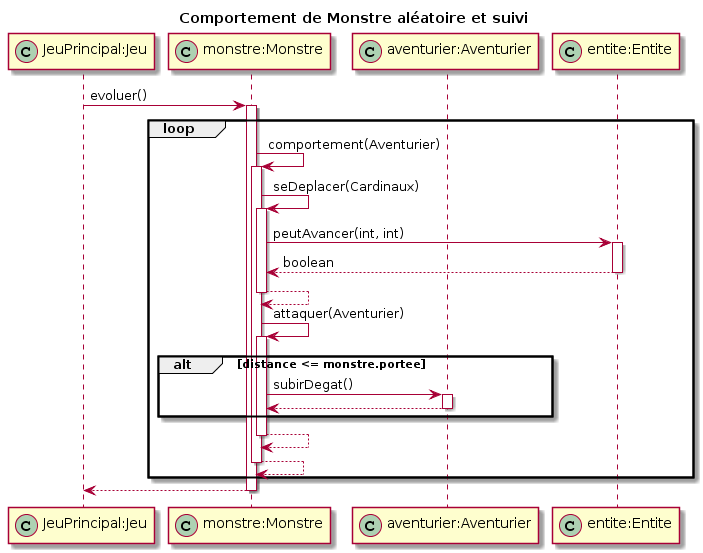 Comportement de Monstre aléatoire et suivi
C JeuPrincipal:Jeu
C monstre:Monstre
C aventurier:Aventurier
C entite:Entite
evoluer()
loop
comportement(Aventurier)
seDeplacer(Cardinaux)
peutAvancer(int, int)
boolean
attaquer(Aventurier)
alt [distance <= monstre.portee]
subirDegat()
C JeuPrincipal:Jeu
C monstre:Monstre
C aventurier:Aventurier
C entite:Entite